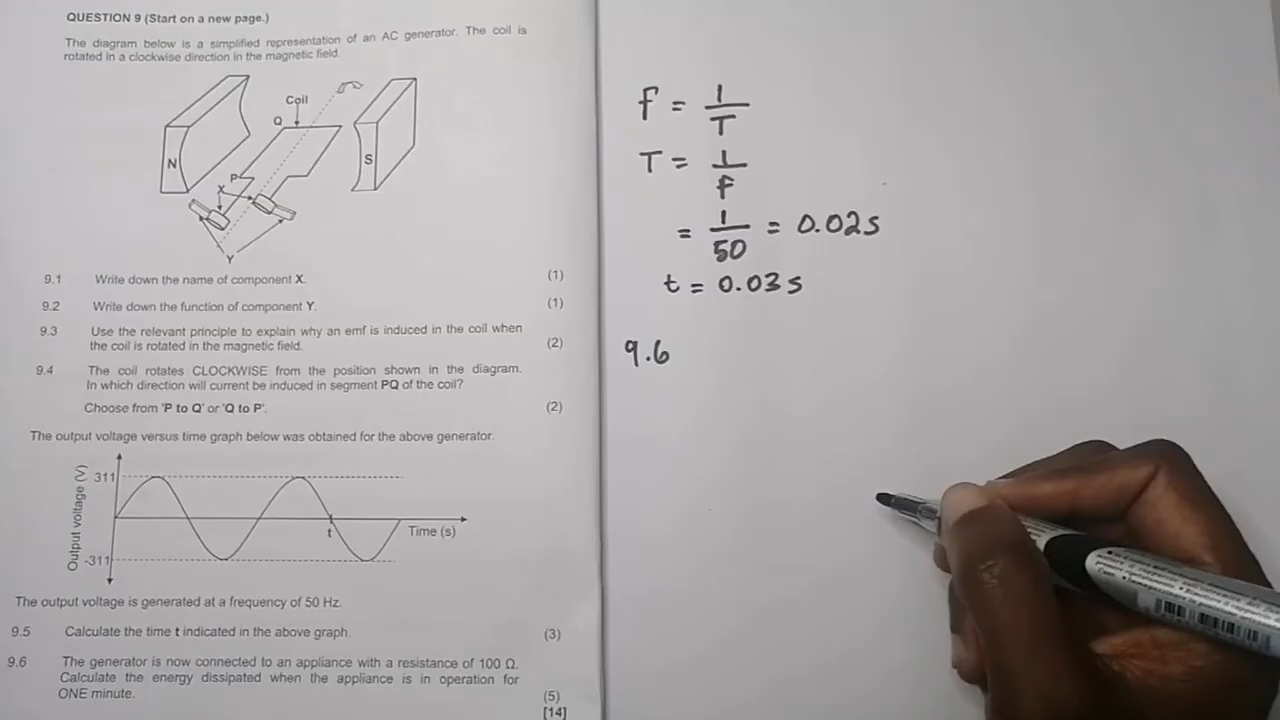 QUESTION 9 (Start on a new page.)
The diagram below is a simplified representation of an AC generator. The coil is
rotated in a clockwise direction in the magnetic field.
Coil
Q
N
S
P
X
Y
9.1 Write down the name of component X. (1)
9.2 Write down the function of component Y. (1)
9.3 Use the relevant principle to explain why an emf is induced in the coil when
the coil is rotated in the magnetic field. (2)
9.4 The coil rotates CLOCKWISE from the position shown in the diagram.
In which direction will current be induced in segment PQ of the coil?
Choose from 'P to Q' or 'Q to P'. (2)
The output voltage versus time graph below was obtained for the above generator.
Output voltage (V)
311
t
Time (s)
-311
The output voltage is generated at a frequency of 50 Hz.
9.5 Calculate the time t indicated in the above graph. (3)
9.6 The generator is now connected to an appliance with a resistance of 100 Ω.
Calculate the energy dissipated when the appliance is in operation for
ONE minute. (5)
[14]
f = 1/T
T = 1/f
= 1/50 = 0.02s
t = 0.03s
9.6